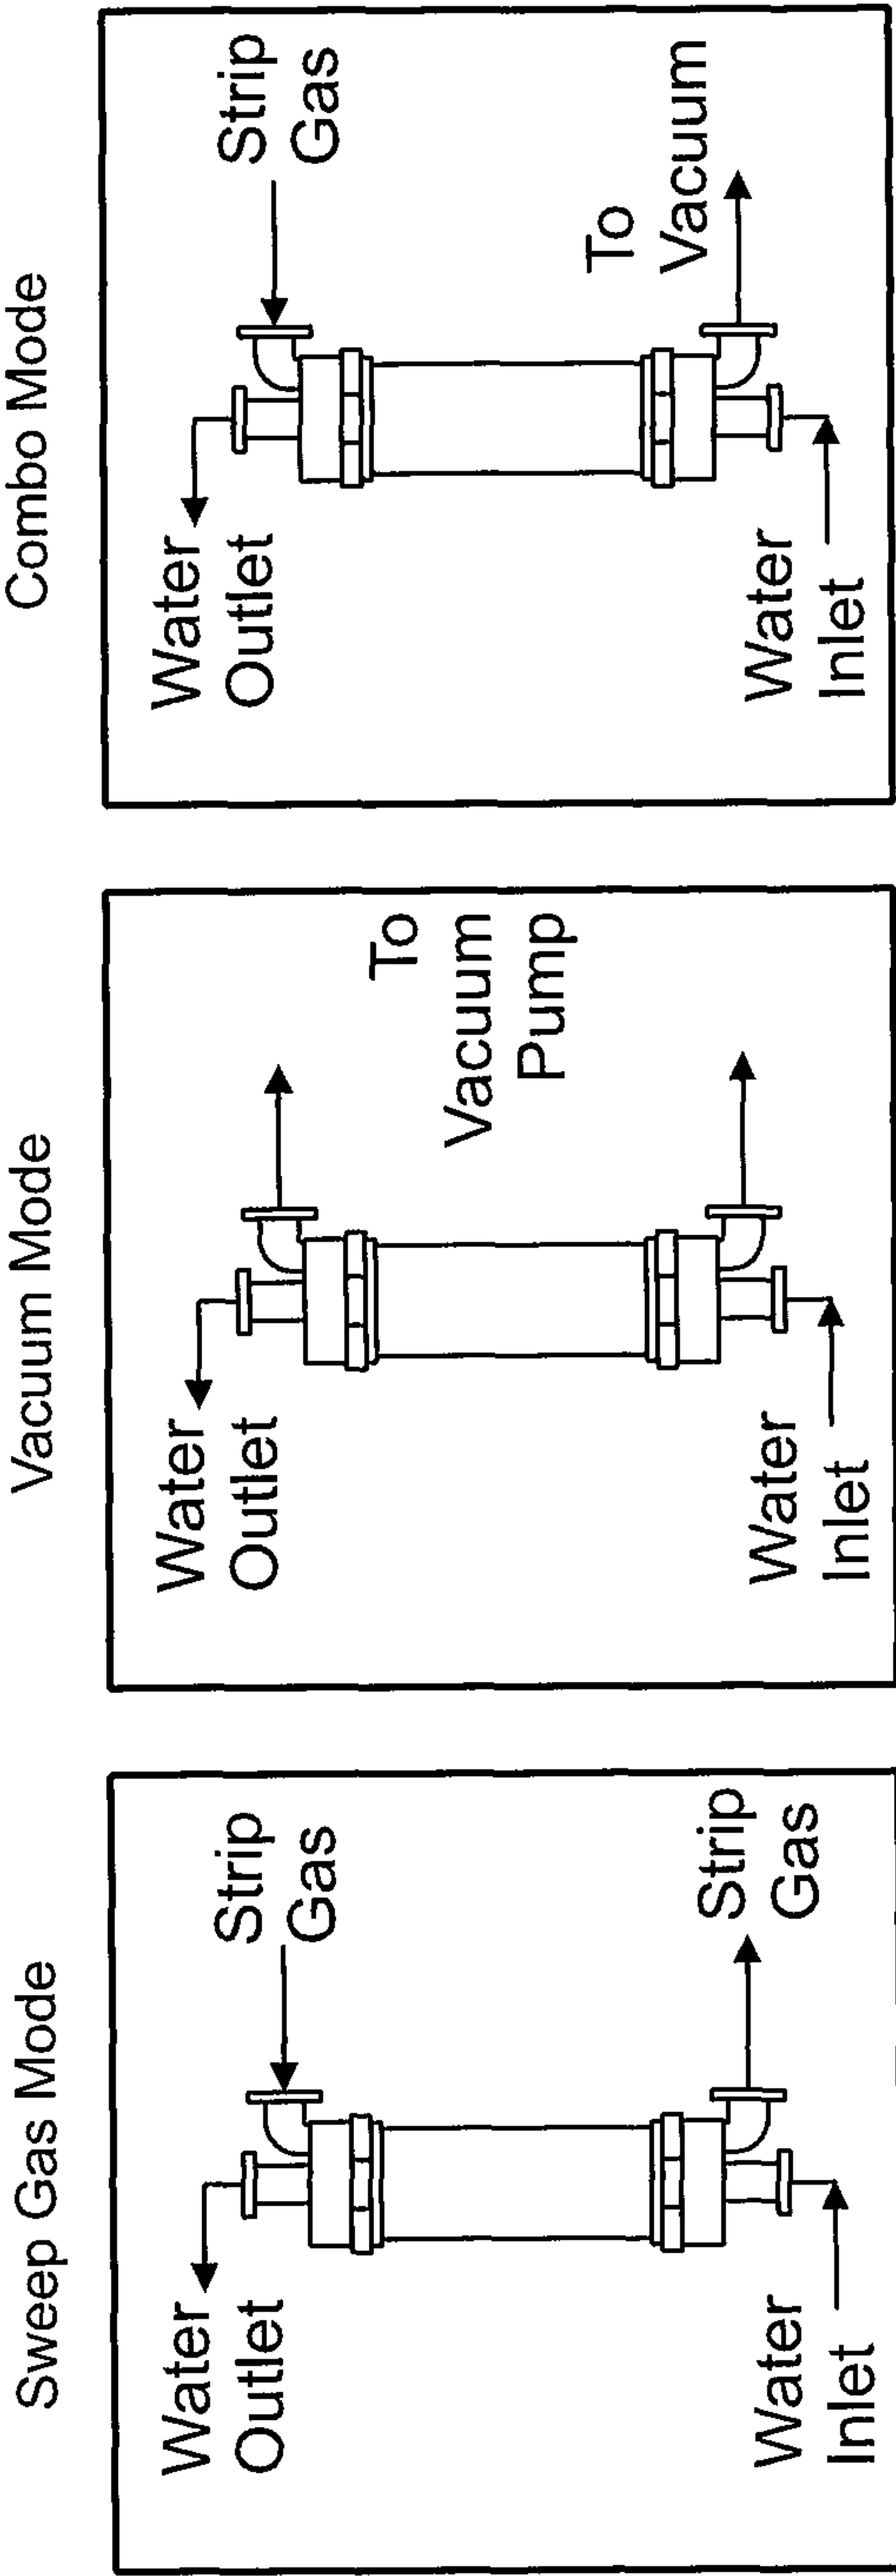 Sweep Gas Mode
Water
Outlet
Strip
Gas
Water
Inlet
Strip
Gas
Vacuum Mode
Water
Outlet
To
Vacuum
Pump
Water
Inlet
Combo Mode
Water
Outlet
Strip
Gas
To
Vacuum
Water
Inlet